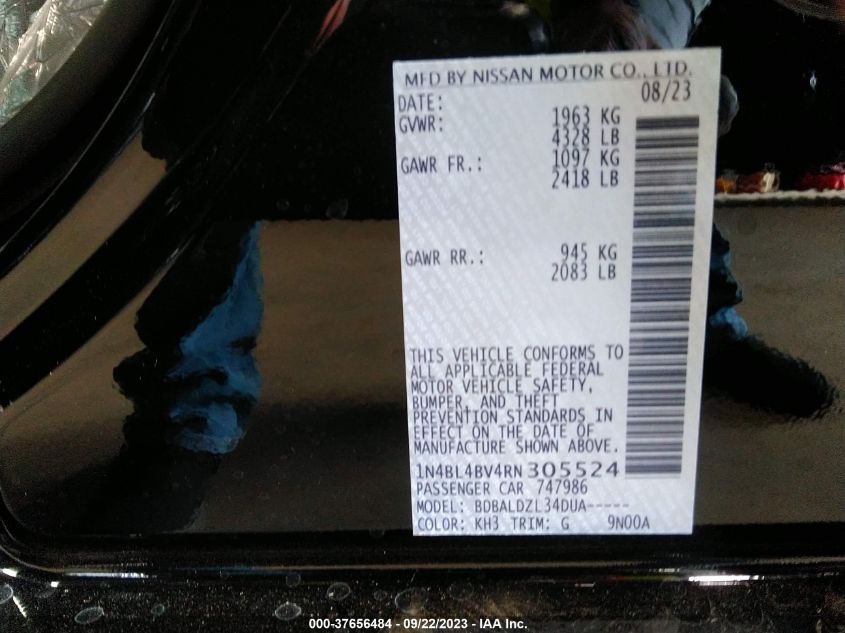 MFD BY NISSAN MOTOR CO., LTD.
DATE: 08/23
GVWR: 1963 KG
4328 LB
GAWR FR.: 1097 KG
2418 LB
GAWR RR.: 945 KG
2083 LB
THIS VEHICLE CONFORMS TO
ALL APPLICABLE FEDERAL
MOTOR VEHICLE SAFETY,
BUMPER, AND THEFT
PREVENTION STANDARDS IN
EFFECT ON THE DATE OF
MANUFACTURE SHOWN ABOVE.
1N4BL4BV4RN305524
PASSENGER CAR 747986
MODEL: BDBALDZL34DUA-----
COLOR: KH3 TRIM: G 9N00A
000-37656484 - 09/22/2023 - IAA Inc.